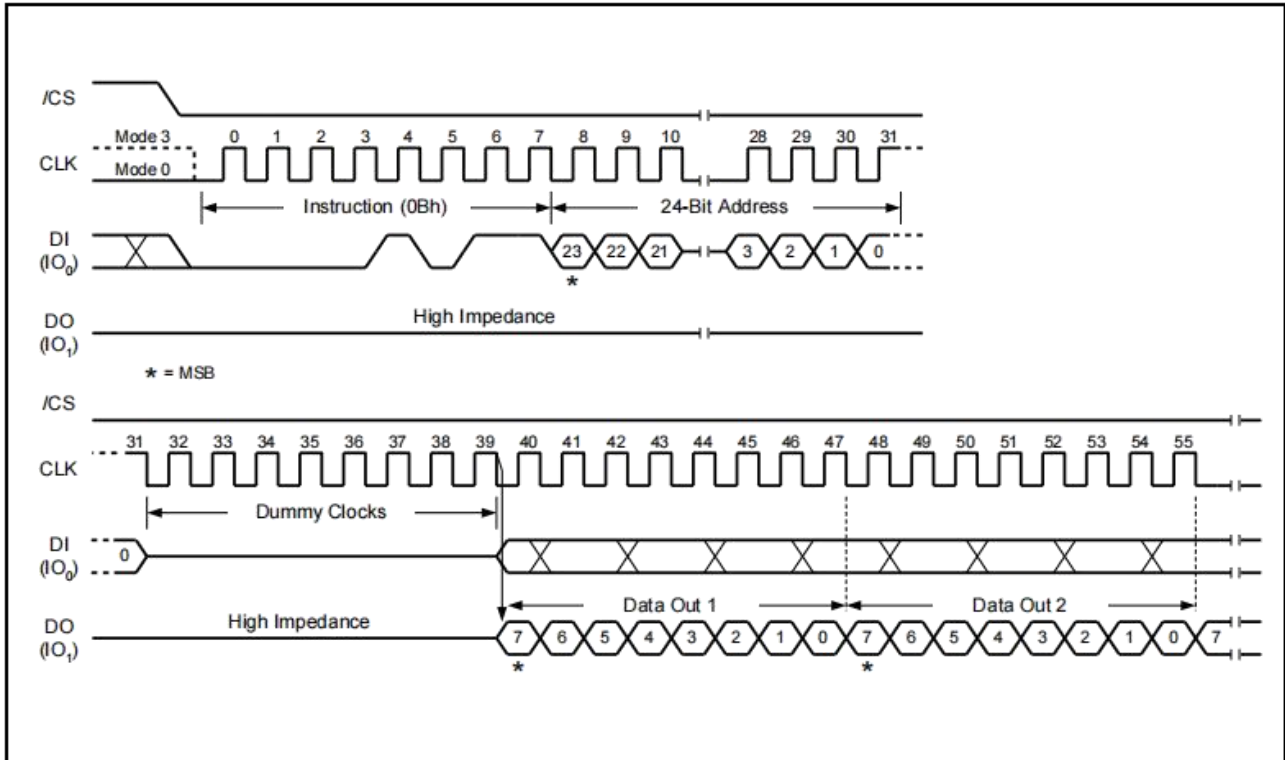 /CS
Mode 3 0 1 2 3 4 5 6 7 8 9 10 28 29 30 31
CLK
Mode 0
Instruction (0Bh) 24-Bit Address
DI
(IO0) 23 22 21 3 2 1 0
*
High Impedance
DO
(IO1)
* = MSB
/CS
31 32 33 34 35 36 37 38 39 40 41 42 43 44 45 46 47 48 49 50 51 52 53 54 55
CLK
Dummy Clocks
DI
(IO0) 0
Data Out 1 Data Out 2
High Impedance
DO
(IO1) 7 6 5 4 3 2 1 0 7 6 5 4 3 2 1 0 7
* *